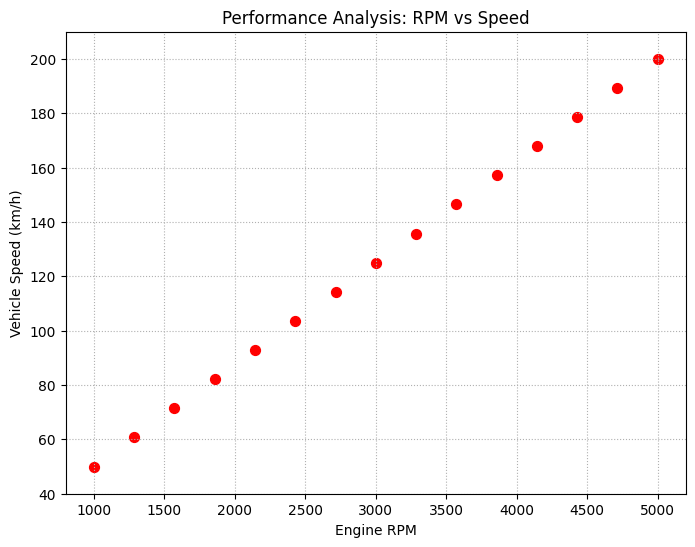 Performance Analysis: RPM vs Speed
Vehicle Speed (km/h)
200
180
160
140
120
100
80
60
40
1000 1500 2000 2500 3000 3500 4000 4500 5000
Engine RPM